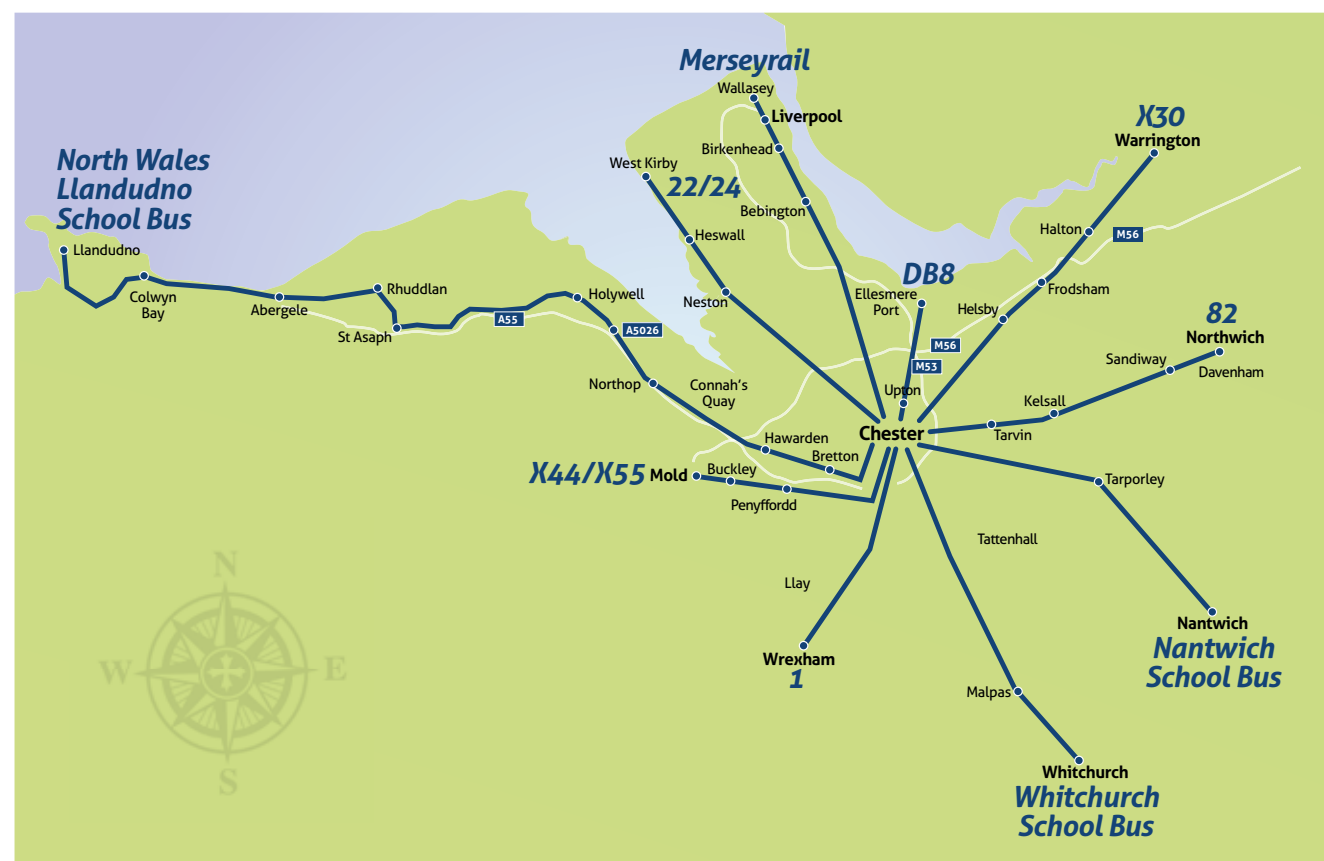 Merseyrail
Wallasey
Liverpool
Birkenhead
Bebington
X30
Warrington
Halton
M56
Frodsham
Helsby
North Wales
Llandudno
School Bus
Llandudno
Colwyn
Bay
Abergele
Rhuddlan
St Asaph
A55
Holywell
A5026
Northop
Connah's
Quay
Hawarden
Bretton
West Kirby
22/24
Heswall
Neston
DB8
Ellesmere
Port
M56
M53
Upton
82
Northwich
Sandiway
Davenham
Kelsall
Tarvin
Chester
X44/X55
Mold
Buckley
Penyffordd
Tarporley
Tattenhall
Llay
Wrexham
1
Nantwich
Nantwich
School Bus
Malpas
Whitchurch
Whitchurch
School Bus
N
W
E
S